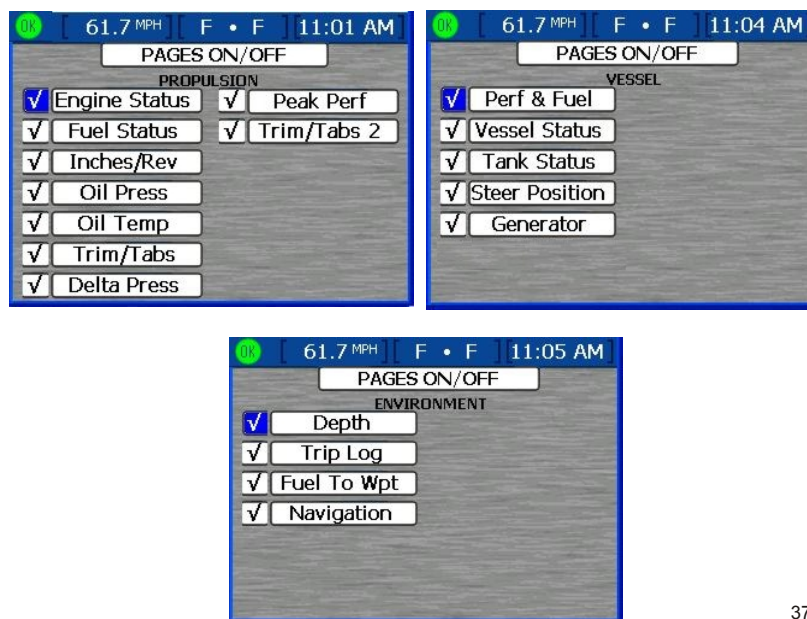 OK [ 61.7 MPH ][ F • F ][11:01 AM]
PAGES ON/OFF
PROPULSION
√ Engine Status √ Peak Perf
√ Fuel Status √ Trim/Tabs 2
√ Inches/Rev
√ Oil Press
√ Oil Temp
√ Trim/Tabs
√ Delta Press
OK [ 61.7 MPH ][ F • F ][11:04 AM
PAGES ON/OFF
VESSEL
√ Perf & Fuel
√ Vessel Status
√ Tank Status
√ Steer Position
√ Generator
OK [ 61.7 MPH ][ F • F ][11:05 AM]
PAGES ON/OFF
ENVIRONMENT
√ Depth
√ Trip Log
√ Fuel To Wpt
√ Navigation
37